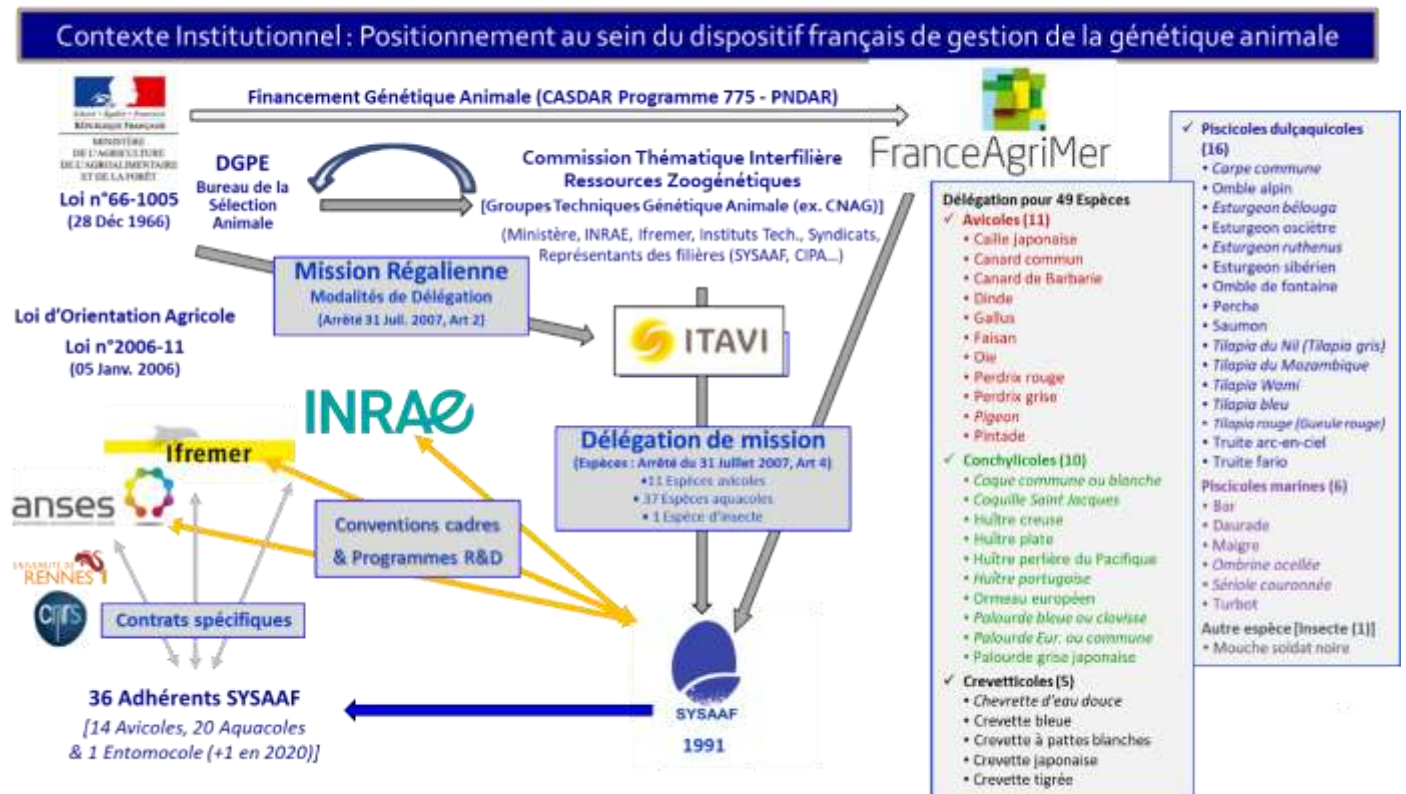 Contexte Institutionnel : Positionnement au sein du dispositif français de gestion de la génétique animale
RÉPUBLIQUE FRANÇAISE
MINISTÈRE
DE L'AGRICULTURE
DE L'AGROALIMENTAIRE
ET DE LA FORÊT
Loi n°66-1005
(28 Déc 1966)
Financement Génétique Animale (CASDAR Programme 775 - PNDAR)
DGPE
Bureau de la
Sélection
Animale
Commission Thématique Interfilière
Ressources Zoogénétiques
[Groupes Techniques Génétique Animale (ex. CNAG)]
(Ministère, INRAE, Ifremer, Instituts Tech., Syndicats,
Représentants des filières (SYSAAF, CIPA...)
FranceAgriMer
Mission Régalienne
Modalités de Délégation
(Arrêté 31 Juil. 2007, Art 2)
Loi d'Orientation Agricole
Loi n°2006-11
(05 Janv. 2006)
ITAVI
INRAE
Ifremer
anses
UNIVERSITÉ DE
RENNES 1
cnrs
Conventions cadres
& Programmes R&D
Contrats spécifiques
Délégation de mission
(Espèces : Arrêté du 31 Juillet 2007, Art 4)
•11 Espèces avicoles
• 37 Espèces aquacoles
• 1 Espèce d'insecte
SYSAAF
1991
36 Adhérents SYSAAF
[14 Avicoles, 20 Aquacoles
& 1 Entomocole (+1 en 2020)]
Délégation pour 49 Espèces
✓ Avicoles (11)
• Caille japonaise
• Canard commun
• Canard de Barbarie
• Dinde
• Gallus
• Faisan
• Oie
• Perdrix rouge
• Perdrix grise
• Pigeon
• Pintade
✓ Conchylicoles (10)
• Coque commune ou blanche
• Coquille Saint Jacques
• Huître creuse
• Huître plate
• Huître perlière du Pacifique
• Huître portugaise
• Ormeau européen
• Palourde bleue ou clovisse
• Palourde Eur. ou commune
• Palourde grise japonaise
✓ Crevetticoles (5)
• Chevrette d'eau douce
• Crevette bleue
• Crevette à pattes blanches
• Crevette japonaise
• Crevette tigrée
✓ Piscicoles dulçaquicoles
(16)
• Carpe commune
• Omble alpin
• Esturgeon bélouga
• Esturgeon osciètre
• Esturgeon ruthenus
• Esturgeon sibérien
• Omble de fontaine
• Perche
• Saumon
• Tilapia du Nil (Tilapia gris)
• Tilapia du Mozambique
• Tilapia Wami
• Tilapia bleu
• Tilapia rouge (Gueule rouge)
• Truite arc-en-ciel
• Truite fario
Piscicoles marines (6)
• Bar
• Daurade
• Maigre
• Ombrine ocellée
• Sériole couronnée
• Turbot
Autre espèce [Insecte (1)]
• Mouche soldat noire